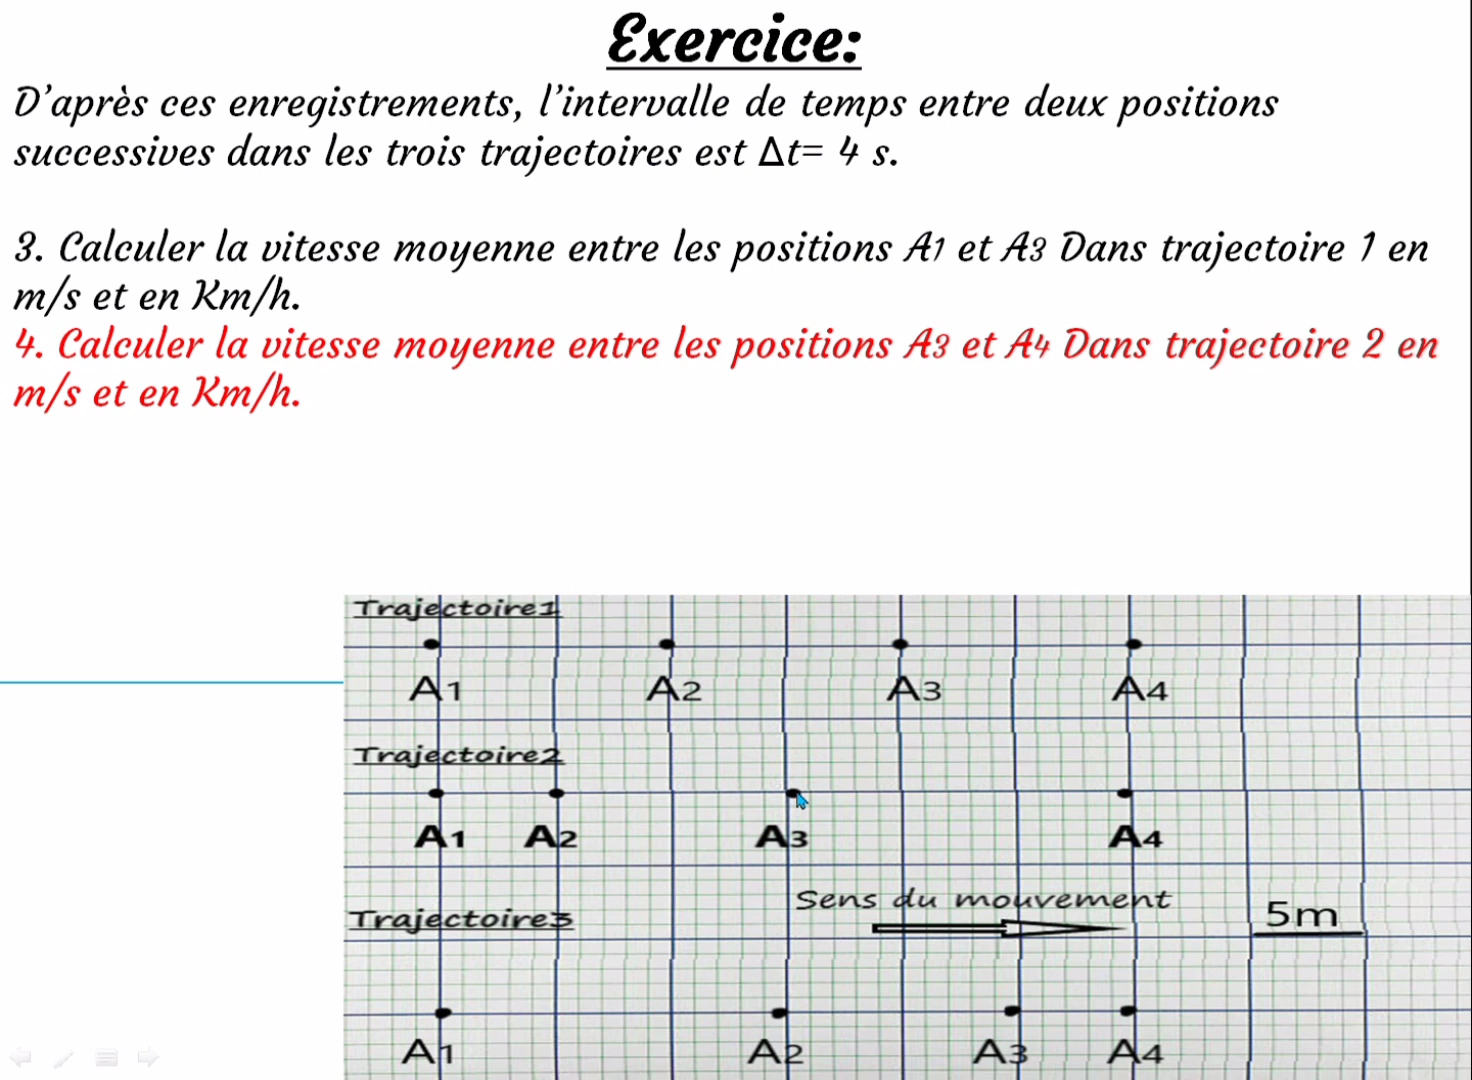 Exercice:
D'après ces enregistrements, l'intervalle de temps entre deux positions
successives dans les trois trajectoires est Δt= 4 s.
3. Calculer la vitesse moyenne entre les positions A1 et A3 Dans trajectoire 1 en
m/s et en Km/h.
4. Calculer la vitesse moyenne entre les positions A3 et A4 Dans trajectoire 2 en
m/s et en Km/h.
Trajectoire1
A1 A2 A3 A4
Trajectoire2
A1 A2 A3 A4
Sens du mouvement
5m
Trajectoire3
A1 A2 A3 A4